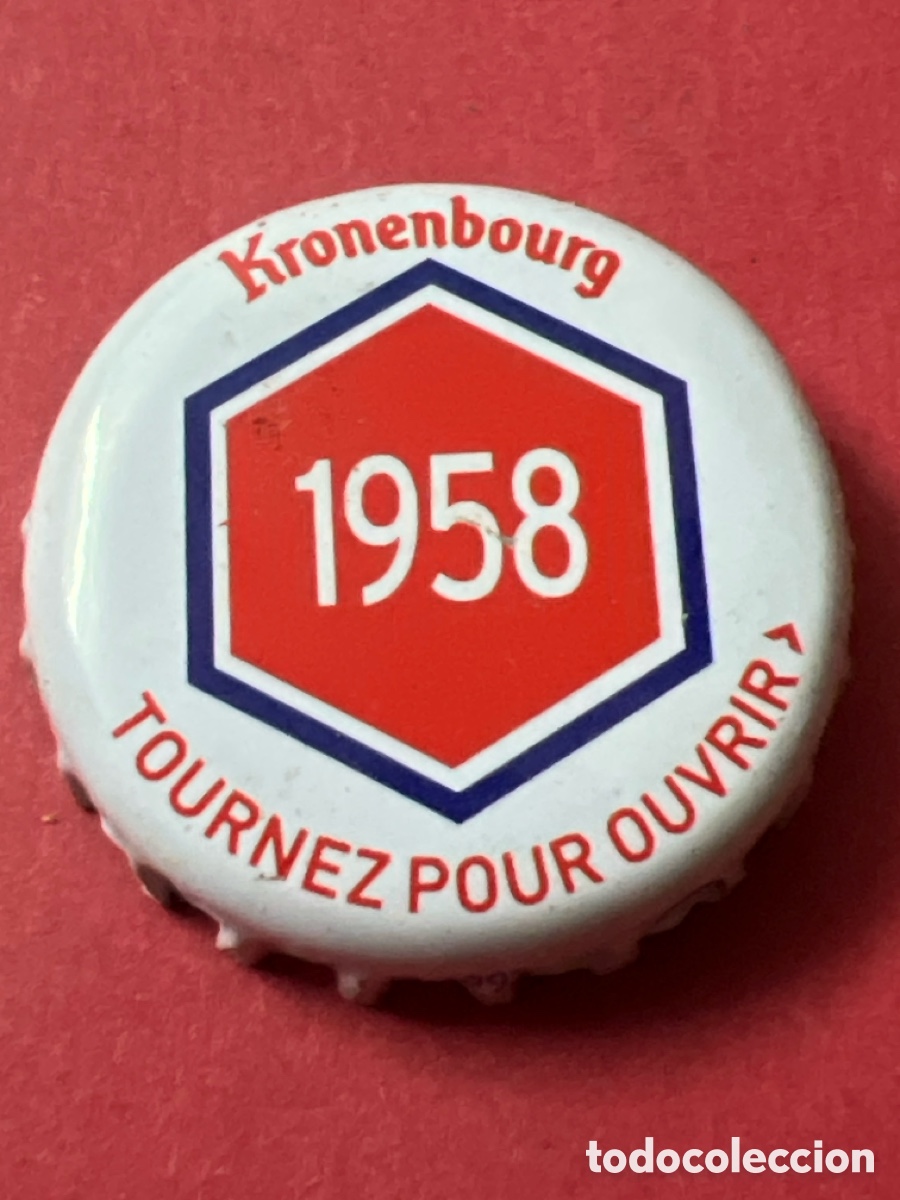 Kronenbourg
1958
TOURNEZ POUR OUVRIR >
todocoleccion